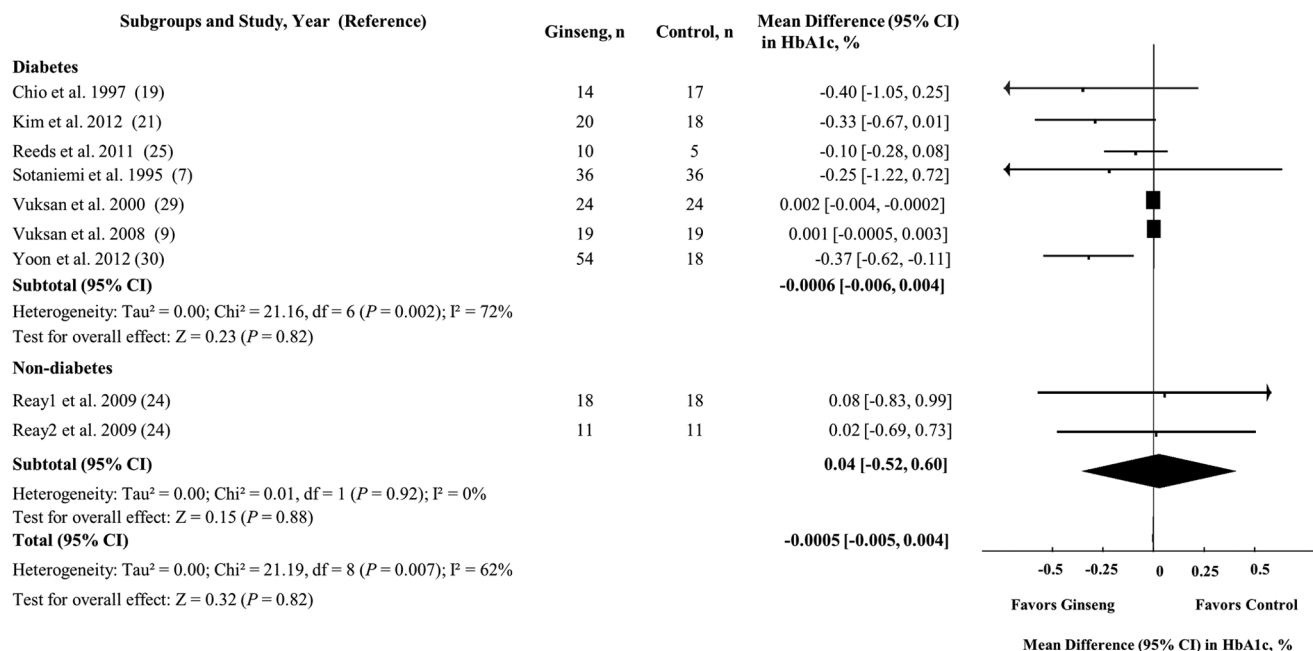 Subgroups and Study, Year (Reference) Ginseng, n Control, n Mean Difference (95% CI) in HbA1c, %
Diabetes
Chio et al. 1997 (19) 14 17 -0.40 [-1.05, 0.25]
Kim et al. 2012 (21) 20 18 -0.33 [-0.67, 0.01]
Reeds et al. 2011 (25) 10 5 -0.10 [-0.28, 0.08]
Sotaniemi et al. 1995 (7) 36 36 -0.25 [-1.22, 0.72]
Vuksan et al. 2000 (29) 24 24 0.002 [-0.004, -0.0002]
Vuksan et al. 2008 (9) 19 19 0.001 [-0.0005, 0.003]
Yoon et al. 2012 (30) 54 18 -0.37 [-0.62, -0.11]
Subtotal (95% CI) -0.0006 [-0.006, 0.004]
Heterogeneity: Tau² = 0.00; Chi² = 21.16, df = 6 (P = 0.002); I² = 72%
Test for overall effect: Z = 0.23 (P = 0.82)
Non-diabetes
Reay1 et al. 2009 (24) 18 18 0.08 [-0.83, 0.99]
Reay2 et al. 2009 (24) 11 11 0.02 [-0.69, 0.73]
Subtotal (95% CI) 0.04 [-0.52, 0.60]
Heterogeneity: Tau² = 0.00; Chi² = 0.01, df = 1 (P = 0.92); I² = 0%
Test for overall effect: Z = 0.15 (P = 0.88)
Total (95% CI) -0.0005 [-0.005, 0.004]
Heterogeneity: Tau² = 0.00; Chi² = 21.19, df = 8 (P = 0.007); I² = 62%
Test for overall effect: Z = 0.32 (P = 0.82)
-0.5 -0.25 0 0.25 0.5
Favors Ginseng Favors Control
Mean Difference (95% CI) in HbA1c, %